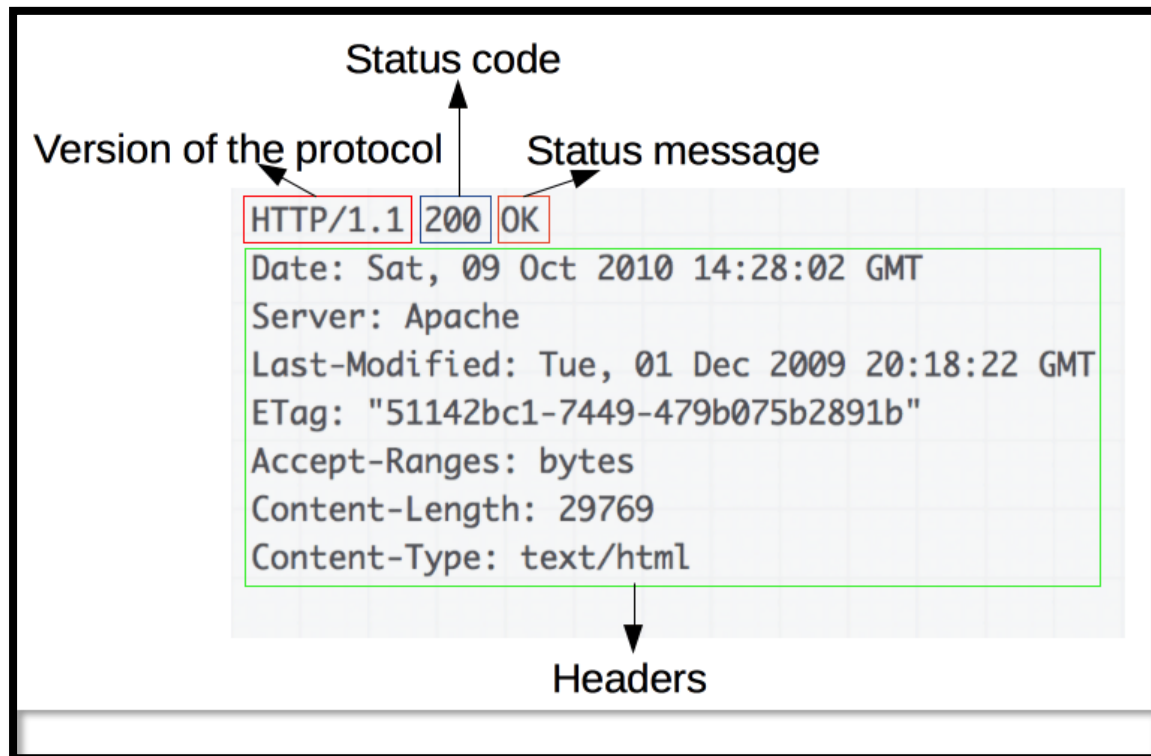 Status code
Version of the protocol
Status message
HTTP/1.1 200 OK
Date: Sat, 09 Oct 2010 14:28:02 GMT
Server: Apache
Last-Modified: Tue, 01 Dec 2009 20:18:22 GMT
ETag: "51142bc1-7449-479b075b2891b"
Accept-Ranges: bytes
Content-Length: 29769
Content-Type: text/html
Headers